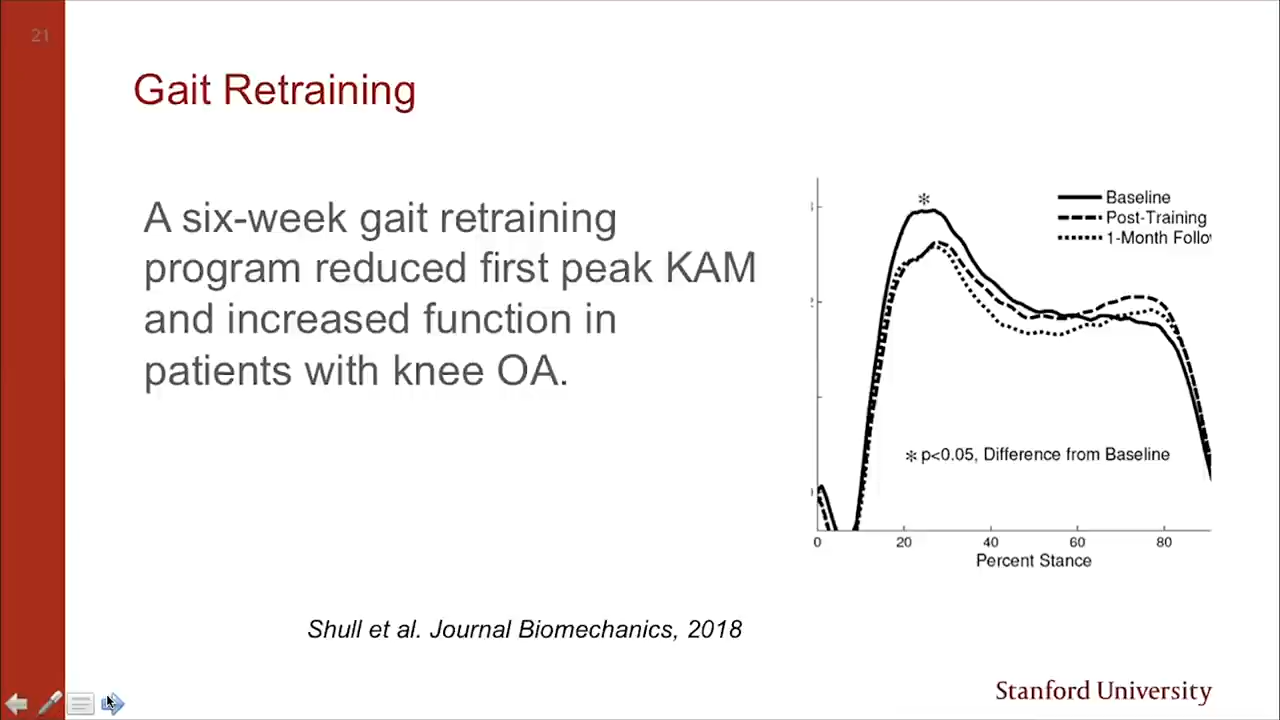 21
Gait Retraining
A six-week gait retraining
program reduced first peak KAM
and increased function in
patients with knee OA.
Baseline
Post-Training
1-Month Follo
*
* p<0.05, Difference from Baseline
0 20 40 60 80
Percent Stance
Shull et al. Journal Biomechanics, 2018
Stanford University